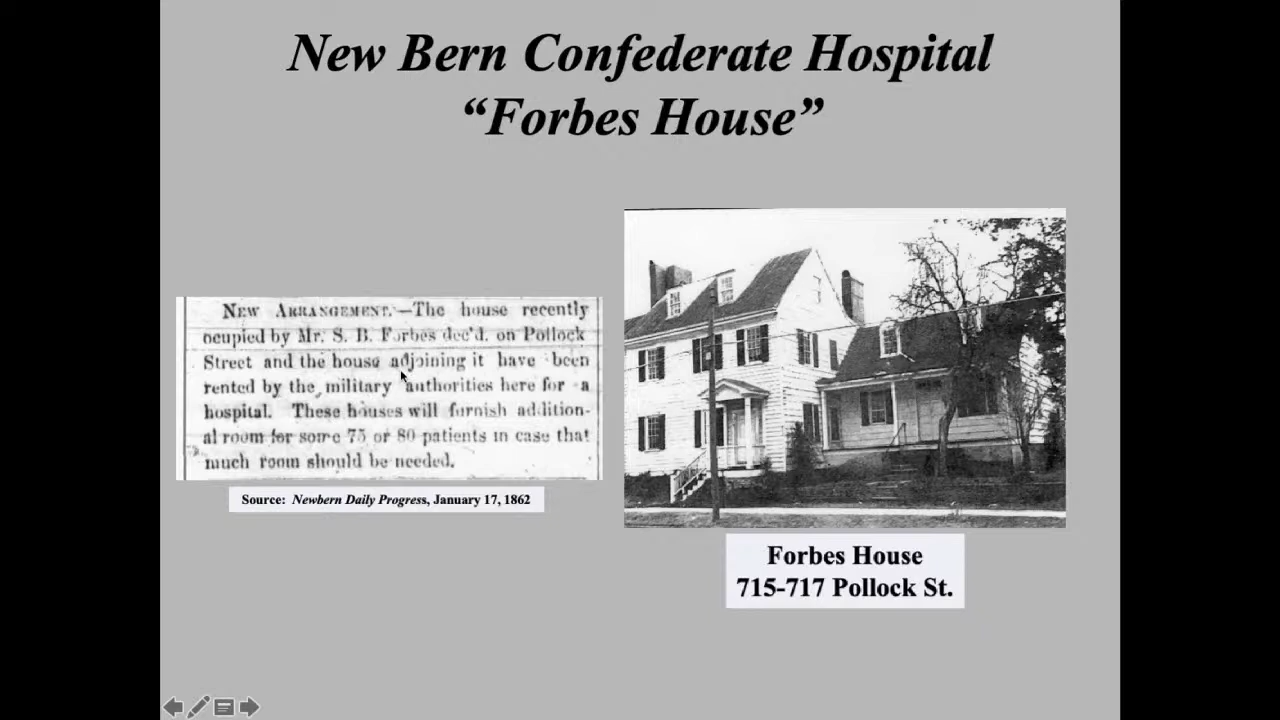 New Bern Confederate Hospital
“Forbes House”
NEW ARRANGEMENT.—The house recently
ocupied by Mr. S. B. Forbes dec'd. on Pollock
Street and the house adjoining it have been
rented by the military authorities here for a
hospital. These houses will furnish addition-
al room for some 75 or 80 patients in case that
much room should be needed.
Source: Newbern Daily Progress, January 17, 1862
Forbes House
715-717 Pollock St.